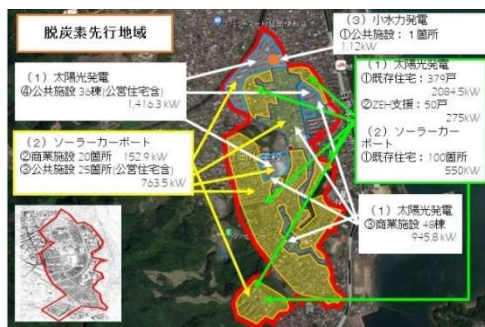 脱炭素先行地域
（3）小水力発電
①公共施設：1箇所
1.12kW
（1）太陽光発電
④公共施設 36棟(公営住宅含)
1,416.3kW
（1）太陽光発電
①既存住宅：379戸
2084.5kW
②ZEH支援：50戸
275kW
（2）ソーラーカー
ポート
①既存住宅：100箇所
550KW
（2）ソーラーカーポート
②商業施設 20箇所 152.9kW
③公共施設 25箇所(公営住宅含)
763.5kW
（1）太陽光発電
③商業施設 48棟
945.8kW